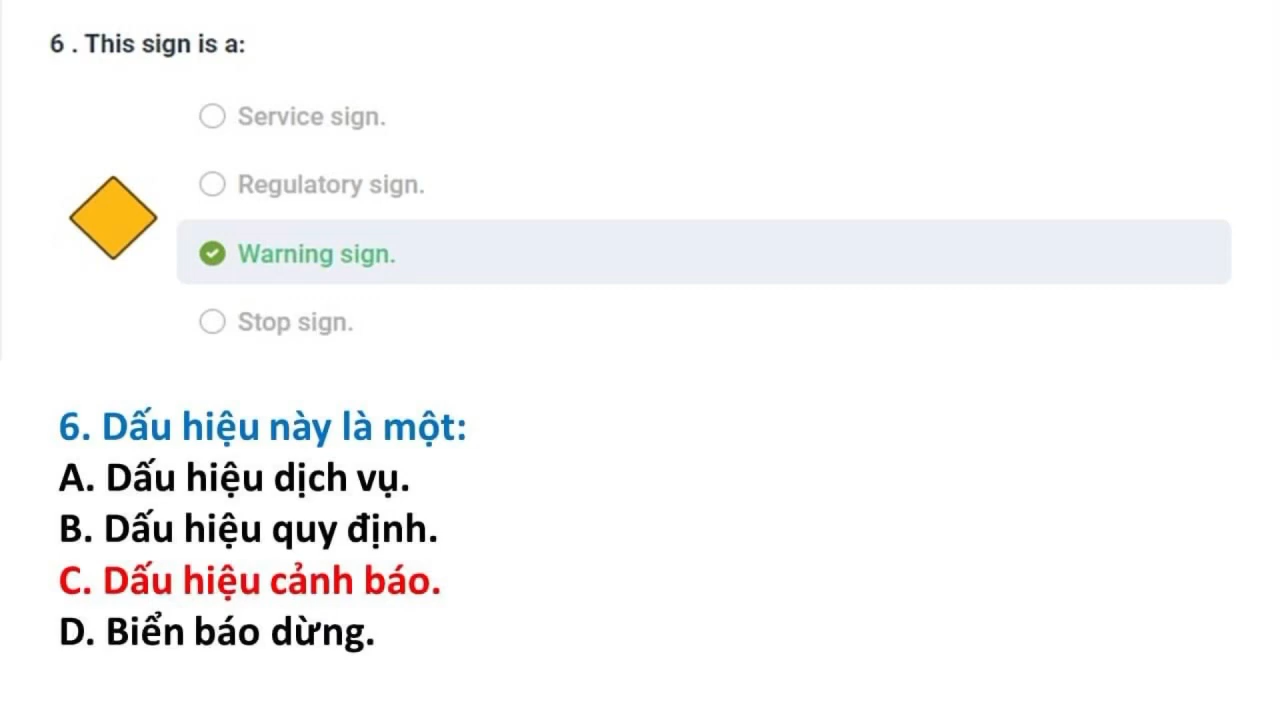 6 . This sign is a:
Service sign.
Regulatory sign.
Warning sign.
Stop sign.
6. Dấu hiệu này là một:
A. Dấu hiệu dịch vụ.
B. Dấu hiệu quy định.
C. Dấu hiệu cảnh báo.
D. Biển báo dừng.